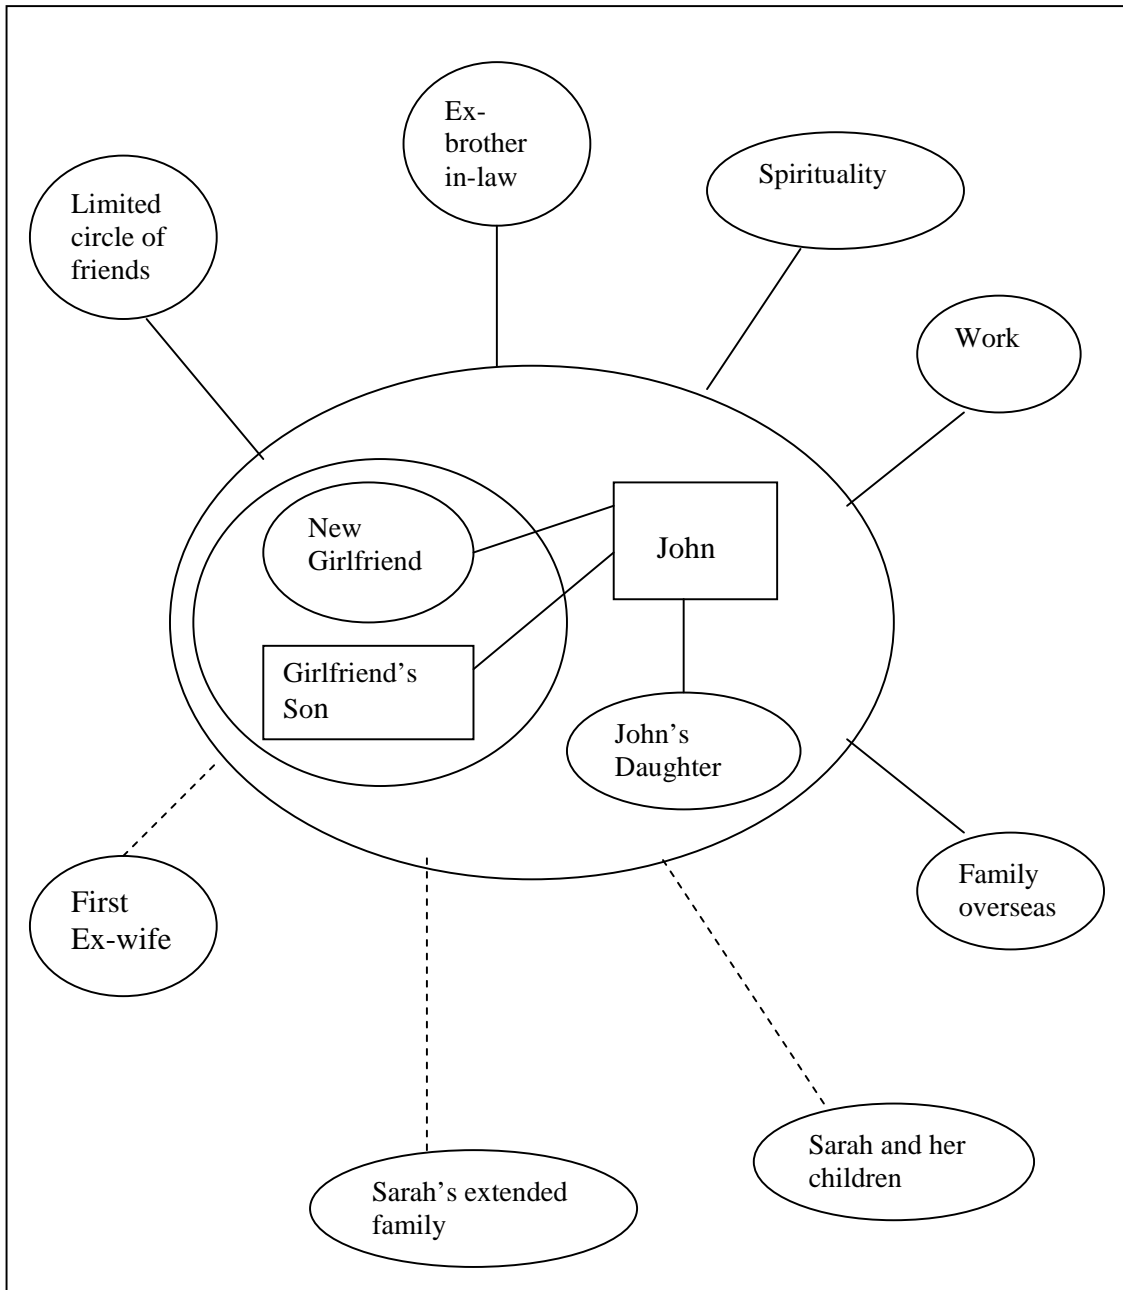 Ex-
brother
in-law
Spirituality
Limited
circle of
friends
Work
New
Girlfriend
John
Girlfriend's
Son
John's
Daughter
First
Ex-wife
Family
overseas
Sarah and her
children
Sarah's extended
family